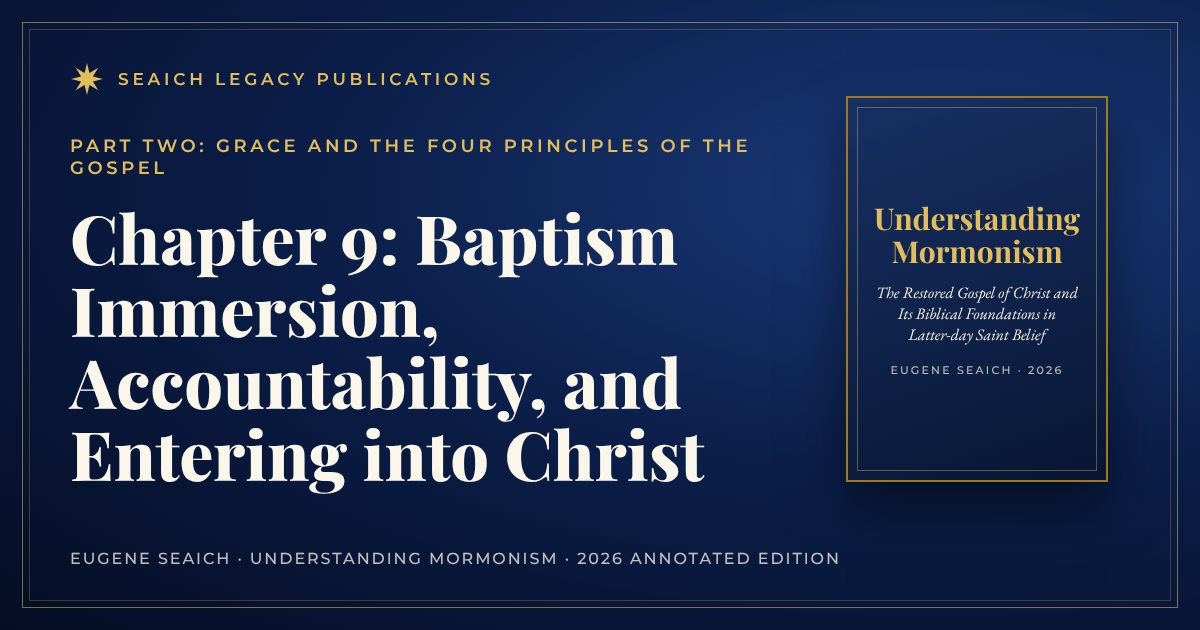 SEAICH LEGACY PUBLICATIONS
PART TWO: GRACE AND THE FOUR PRINCIPLES OF THE
GOSPEL
Chapter 9: Baptism
Immersion,
Accountability, and
Entering into Christ
EUGENE SEAICH · UNDERSTANDING MORMONISM · 2026 ANNOTATED EDITION
Understanding
Mormonism
The Restored Gospel of Christ and
Its Biblical Foundations in
Latter-day Saint Belief
EUGENE SEAICH · 2026